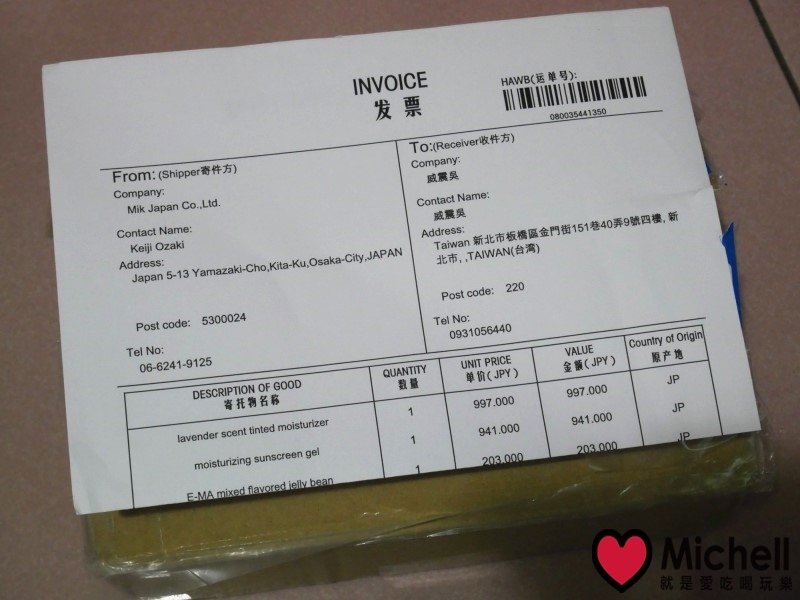 INVOICE
发票
HAWB(运单号):
080035441350
From: (Shipper寄件方)
Company:
Mik Japan Co.,Ltd.
Contact Name:
Keiji Ozaki
Address:
Japan 5-13 Yamazaki-Cho,Kita-Ku,Osaka-City,JAPAN
Post code: 5300024
Tel No:
06-6241-9125
To:(Receiver收件方)
Company:
威震吳
Contact Name:
威震吳
Address:
Taiwan 新北市板橋區金門街151巷40弄9號四樓, 新
北市, ,TAIWAN(台湾)
Post code: 220
Tel No:
0931056440
DESCRIPTION OF GOOD QUANTITY UNIT PRICE VALUE Country of Origin
寄托物名称 数量 单价(JPY) 金额(JPY) 原产地
lavender scent tinted moisturizer 1 997.000 997.000 JP
moisturizing sunscreen gel 1 941.000 941.000 JP
E-MA mixed flavored jelly bean 1 203.000 203.000 JP
Michell
就是愛吃喝玩樂